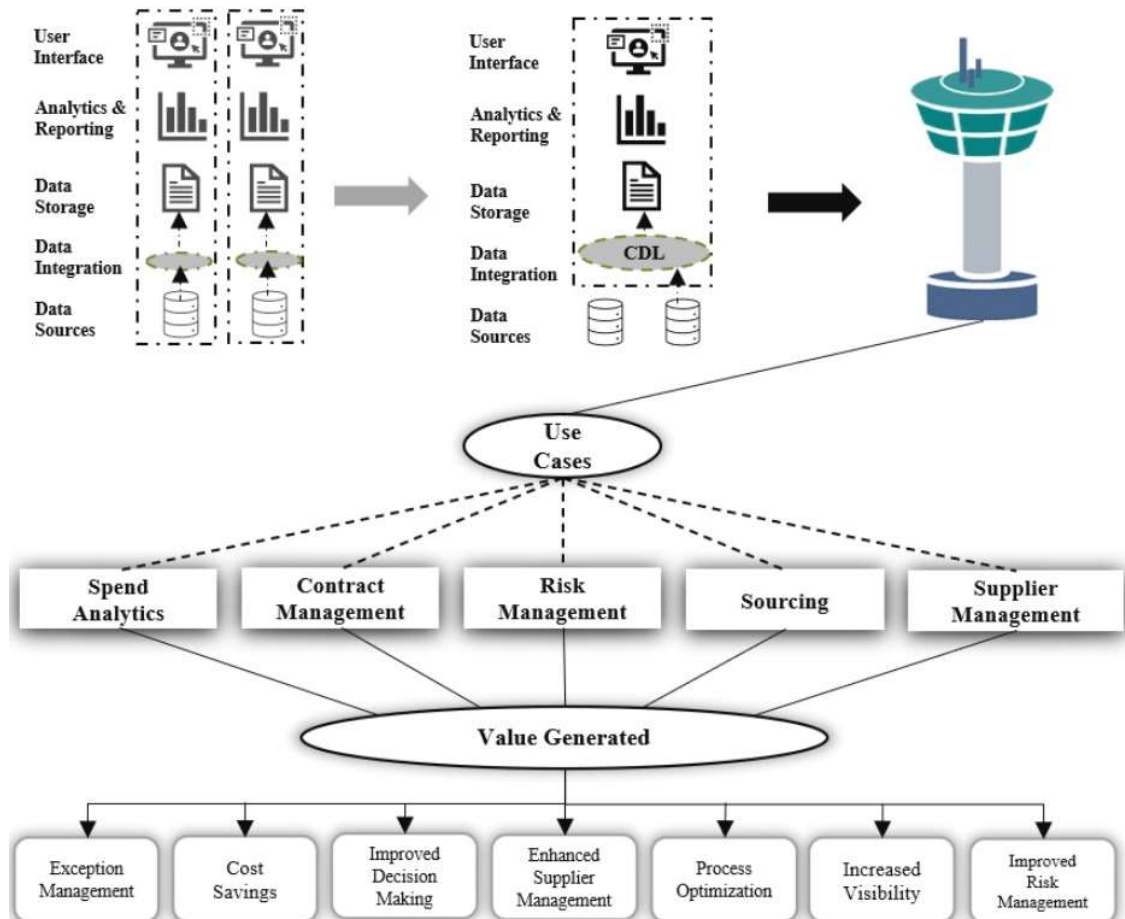 User
Interface
Analytics &
Reporting
Data
Storage
Data
Integration
Data
Sources
User
Interface
Analytics &
Reporting
Data
Storage
Data
Integration
CDL
Data
Sources
Use
Cases
Spend
Analytics
Contract
Management
Risk
Management
Sourcing
Supplier
Management
Value Generated
Exception
Management
Cost
Savings
Improved
Decision
Making
Enhanced
Supplier
Management
Process
Optimization
Increased
Visibility
Improved
Risk
Management